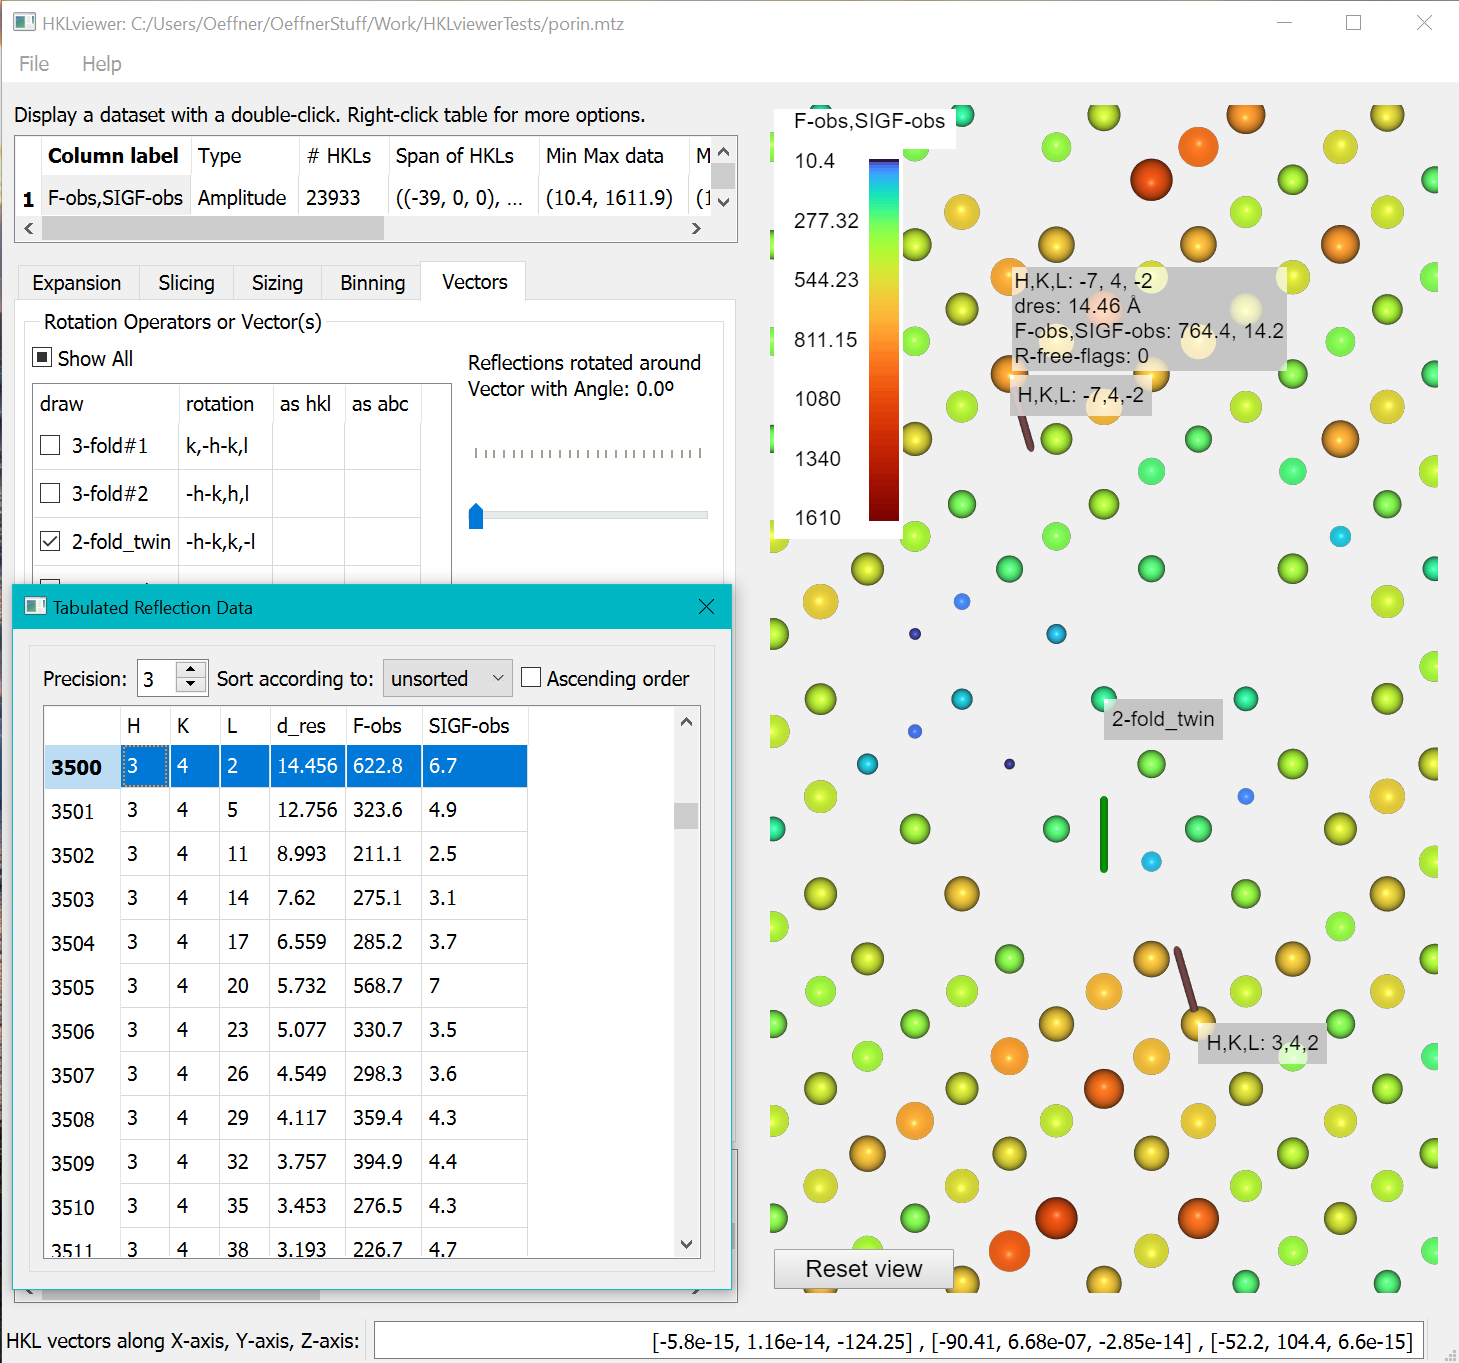 HKLviewer: C:/Users/Oeffner/OeffnerStuff/Work/HKLviewerTests/porin.mtz
File Help
Display a dataset with a double-click. Right-click table for more options.
Column label Type # HKLs Span of HKLs Min Max data M
1 F-obs,SIGF-obs Amplitude 23933 ((-39, 0, 0), ... (10.4, 1611.9) (1
Expansion Slicing Sizing Binning Vectors
Rotation Operators or Vector(s)
Show All
draw rotation as hkl as abc
3-fold#1 k,-h-k,l
3-fold#2 -h-k,h,l
2-fold_twin -h-k,k,-l
Reflections rotated around
Vector with Angle: 0.0º
Tabulated Reflection Data
Precision: 3 Sort according to: unsorted Ascending order
H K L d_res F-obs SIGF-obs
3500 3 4 2 14.456 622.8 6.7
3501 3 4 5 12.756 323.6 4.9
3502 3 4 11 8.993 211.1 2.5
3503 3 4 14 7.62 275.1 3.1
3504 3 4 17 6.559 285.2 3.7
3505 3 4 20 5.732 568.7 7
3506 3 4 23 5.077 330.7 3.5
3507 3 4 26 4.549 298.3 3.6
3508 3 4 29 4.117 359.4 4.3
3509 3 4 32 3.757 394.9 4.4
3510 3 4 35 3.453 276.5 4.3
3511 3 4 38 3.193 226.7 4.7
F-obs,SIGF-obs
10.4
277.32
544.23
811.15
1080
1340
1610
H,K,L: -7, 4, -2
dres: 14.46 Å
F-obs,SIGF-obs: 764.4, 14.2
R-free-flags: 0
H,K,L: -7,4,-2
2-fold_twin
H,K,L: 3,4,2
Reset view
HKL vectors along X-axis, Y-axis, Z-axis: [-5.8e-15, 1.16e-14, -124.25] , [-90.41, 6.68e-07, -2.85e-14] , [-52.2, 104.4, 6.6e-15]